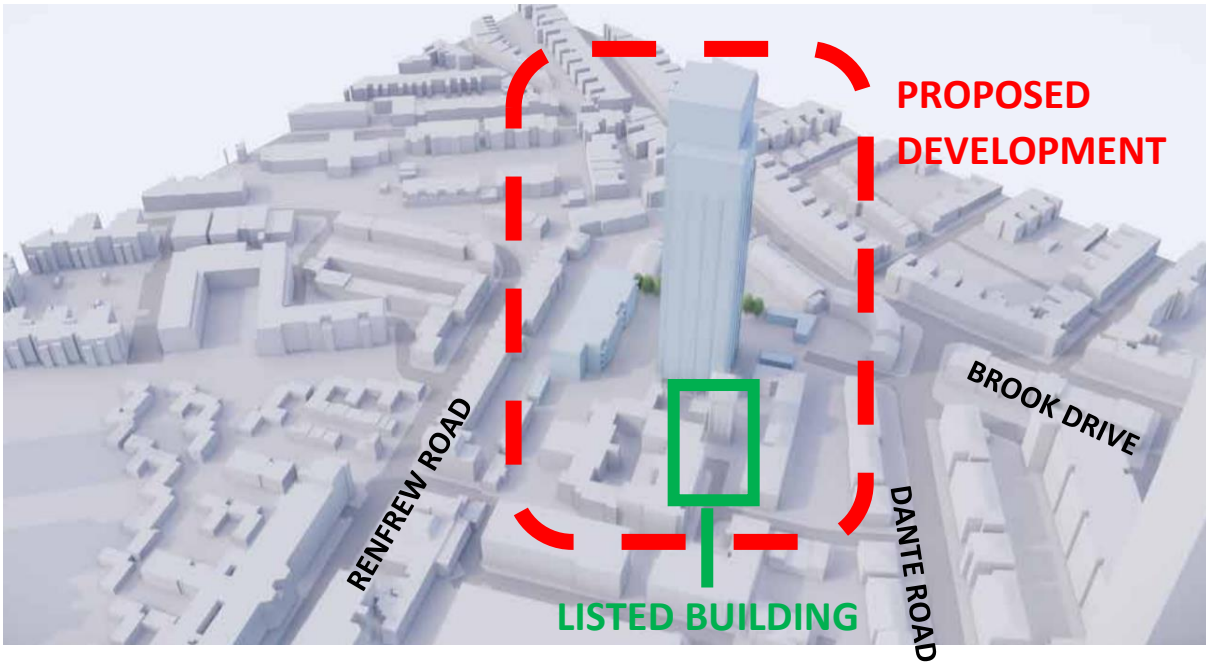 PROPOSED
DEVELOPMENT
BROOK DRIVE
RENFREW ROAD
DANTE ROAD
LISTED BUILDING